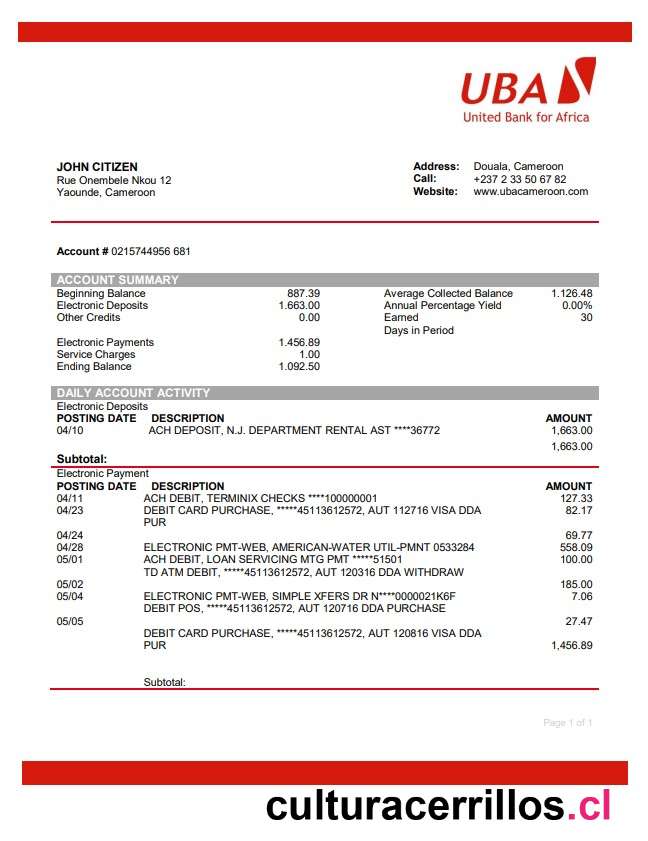 UBA
United Bank for Africa
JOHN CITIZEN
Rue Onembele Nkou 12
Yaounde, Cameroon
Address: Douala, Cameroon
Call: +237 2 33 50 67 82
Website: www.ubacameroon.com
Account # 0215744956 681
ACCOUNT SUMMARY
Beginning Balance 887.39 Average Collected Balance 1.126.48
Electronic Deposits 1.663.00 Annual Percentage Yield 0.00%
Other Credits 0.00 Earned 30
Days in Period
Electronic Payments 1.456.89
Service Charges 1.00
Ending Balance 1.092.50
DAILY ACCOUNT ACTIVITY
Electronic Deposits
POSTING DATE DESCRIPTION AMOUNT
04/10 ACH DEPOSIT, N.J. DEPARTMENT RENTAL AST ****36772 1,663.00
1,663.00
Subtotal:
Electronic Payment
POSTING DATE DESCRIPTION AMOUNT
04/11 ACH DEBIT, TERMINIX CHECKS ****100000001 127.33
04/23 DEBIT CARD PURCHASE, *****45113612572, AUT 112716 VISA DDA 82.17
PUR
04/24 69.77
04/28 ELECTRONIC PMT-WEB, AMERICAN-WATER UTIL-PMNT 0533284 558.09
05/01 ACH DEBIT, LOAN SERVICING MTG PMT *****51501 100.00
TD ATM DEBIT, *****45113612572, AUT 120316 DDA WITHDRAW
05/02 185.00
05/04 ELECTRONIC PMT-WEB, SIMPLE XFERS DR N****0000021K6F 7.06
DEBIT POS, *****45113612572, AUT 120716 DDA PURCHASE
05/05 27.47
DEBIT CARD PURCHASE, *****45113612572, AUT 120816 VISA DDA
PUR 1,456.89
Subtotal:
Page 1 of 1
culturacerrillos.cl